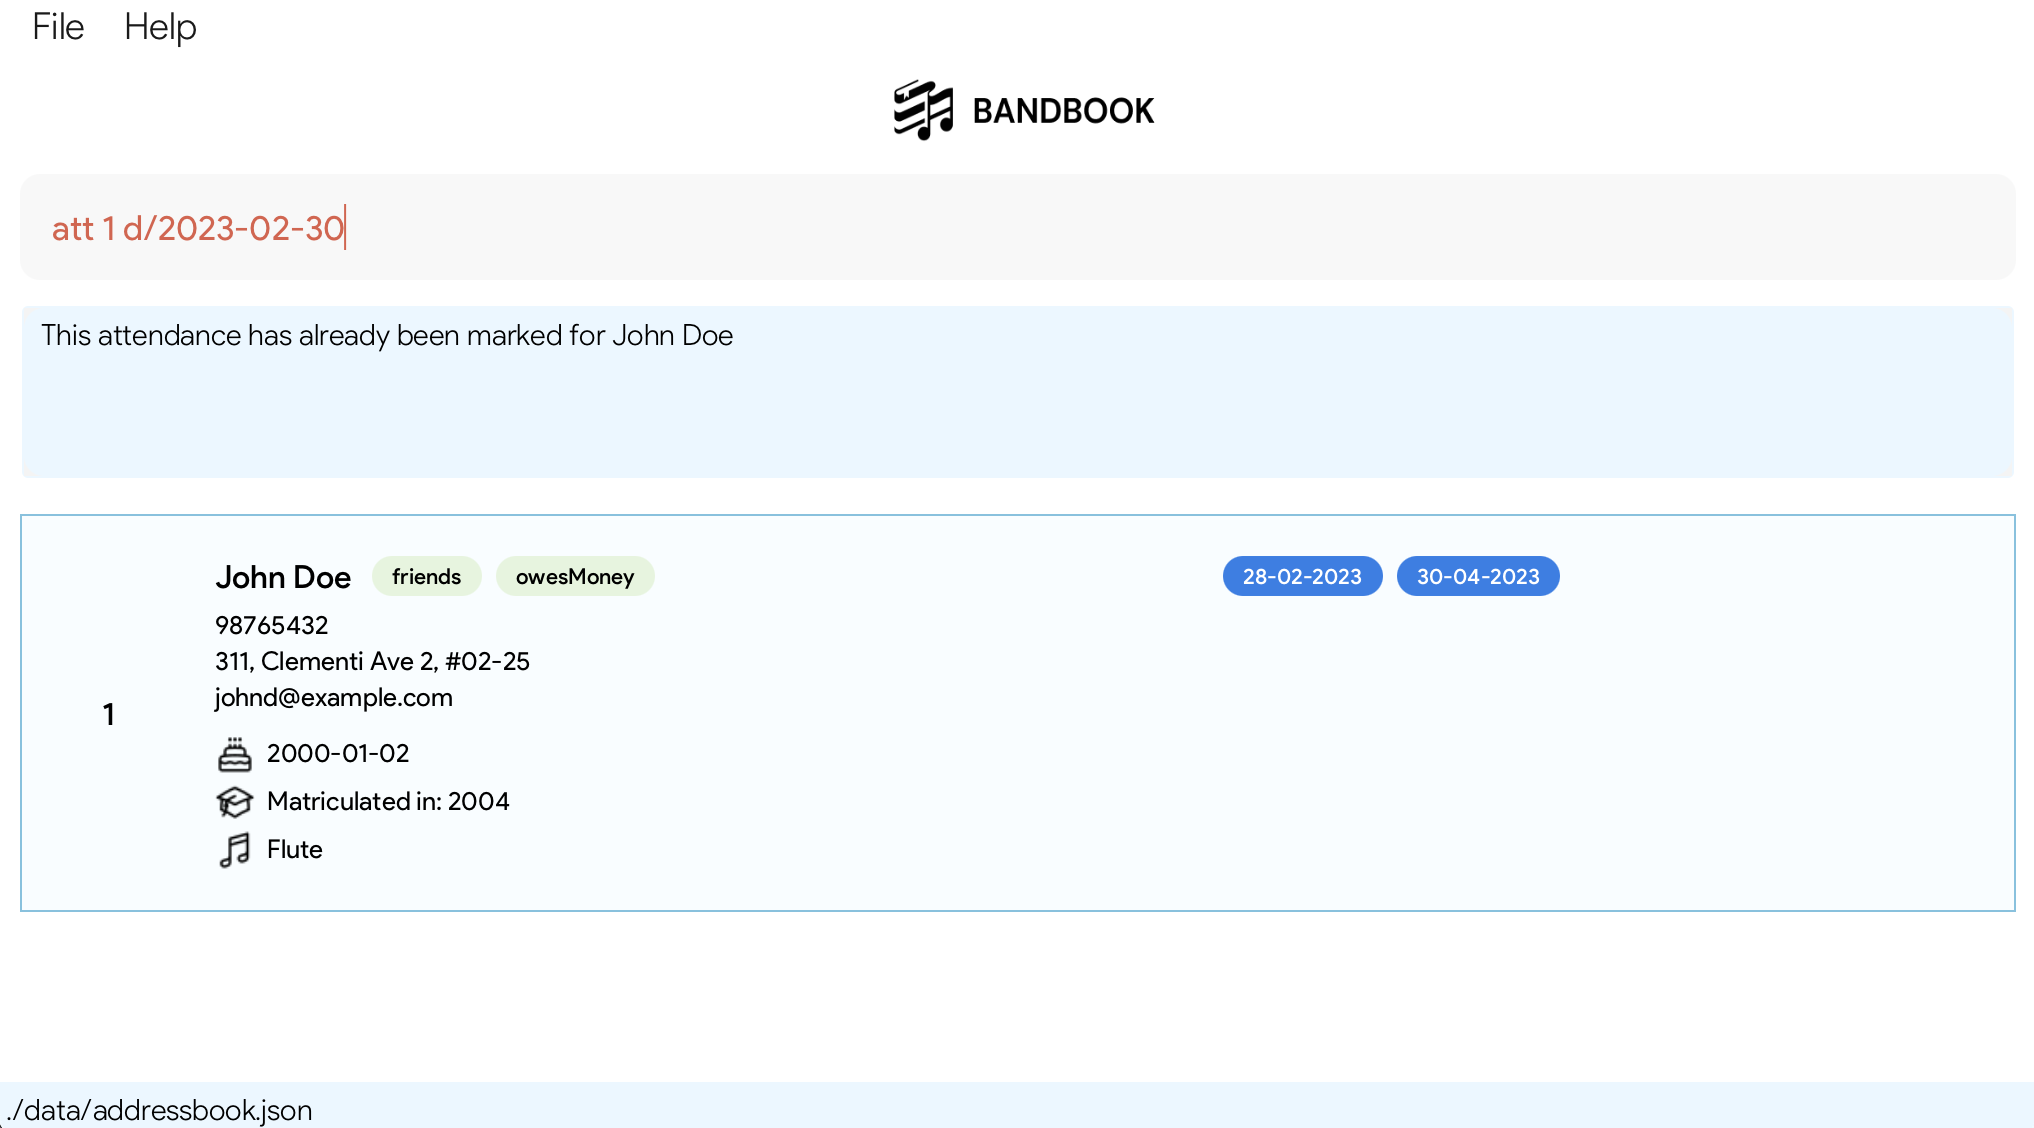 File Help
BANDBOOK
att 1 d/2023-02-30
This attendance has already been marked for John Doe
John Doe friends owesMoney 28-02-2023 30-04-2023
98765432
311, Clementi Ave 2, #02-25
johnd@example.com
1
2000-01-02
Matriculated in: 2004
Flute
./data/addressbook.json